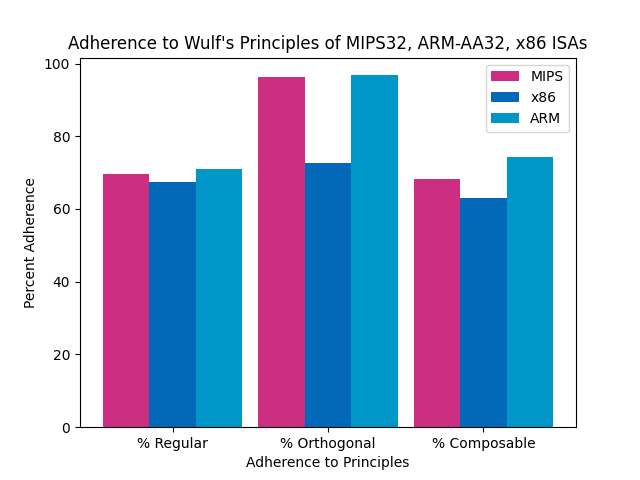 Adherence to Wulf's Principles of MIPS32, ARM-AA32, x86 ISAs
MIPS
x86
ARM
Percent Adherence
100
80
60
40
20
0
% Regular
% Orthogonal
% Composable
Adherence to Principles